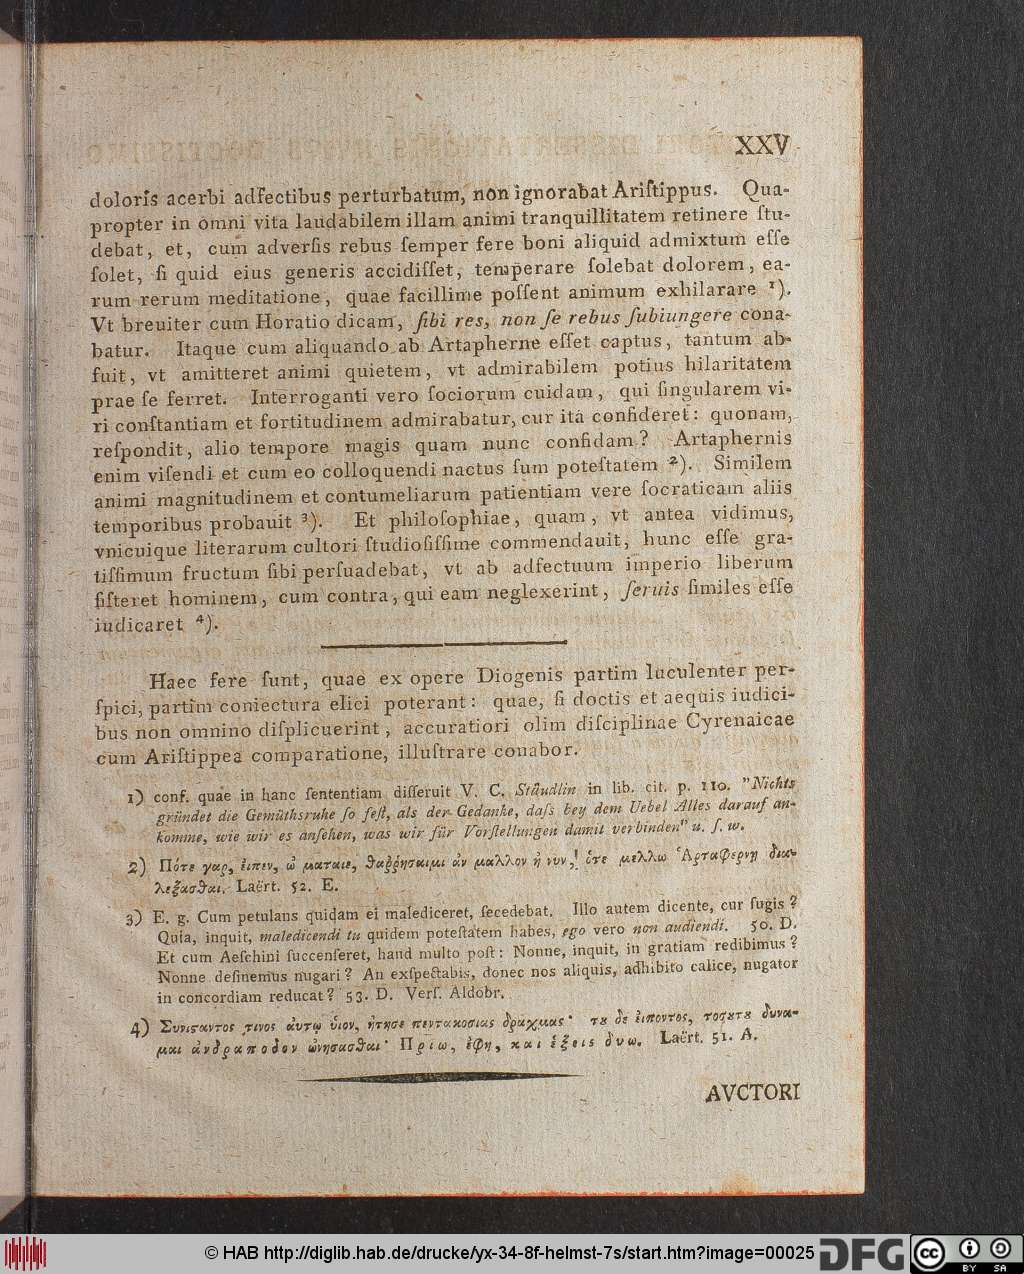 XXV
doloris acerbi adfectibus perturbatum, non ignorabat Ariſtippus. Qua-
propter in omni vita laudabilem illam animi tranquillitatem retinere ſtu-
debat, et, cum adverſis rebus ſemper fere boni aliquid admixtum eſſe
ſolet, ſi quid eius generis accidiſſet, temperare ſolebat dolorem, ea-
rum rerum meditatione, quae facillime poſſent animum exhilarare 1).
Vt breuiter cum Horatio dicam, ſibi res, non ſe rebus ſubiungere cona-
batur. Itaque cum aliquando ab Artapherne eſſet captus, tantum ab-
fuit, vt amitteret animi quietem, vt admirabilem potius hilaritatem
prae ſe ferret. Interroganti vero ſociorum cuidam, qui ſingularem vi-
ri conſtantiam et fortitudinem admirabatur, cur ita confideret: quonam,
reſpondit, alio tempore magis quam nunc confidam? Artaphernis
enim viſendi et cum eo colloquendi nactus ſum poteſtatem 2). Similem
animi magnitudinem et contumeliarum patientiam vere ſocraticam aliis
temporibus probauit 3). Et philoſophiae, quam, vt antea vidimus,
vnicuique literarum cultori ſtudioſiſſime commendauit, hunc eſſe gra-
tiſſimum fructum ſibi perſuadebat, vt ab adfectuum imperio liberum
ſiſteret hominem, cum contra, qui eam neglexerint, ſeruis ſimiles eſſe
iudicaret 4).
Haec fere ſunt, quae ex opere Diogenis partim luculenter per-
ſpici, partim coniectura elici poterant: quae, ſi doctis et aequis iudici-
bus non omnino diſplicuerint, accuratiori olim diſciplinae Cyrenaicae
cum Ariſtippea comparatione, illuſtrare conabor.
1) conf. quae in hanc ſententiam diſſeruit V. C. Stäudlin in lib. cit. p. 110. "Nichts
gründet die Gemüthsruhe ſo feſt, als der Gedanke, daſs bey dem Uebel Alles darauf an-
komme, wie wir es anſehen, was wir für Vorſtellungen damit verbinden" u. ſ. w.
2) Πότε γαρ, ἐιπεν, ὠ ματαιε, θαῤῥησαιμι ἀν μαλλον ἠ νυν, ὁτε μελλω Ἀρταφερνῃ δια-
λεξασθαι. Laërt. 52. E.
3) E. g. Cum petulans quidam ei malediceret, ſecedebat. Illo autem dicente, cur fugis?
Quia, inquit, maledicendi tu quidem poteſtatem habes, ego vero non audiendi. 50. D.
Et cum Aeſchini ſuccenſeret, haud multo poſt: Nonne, inquit, in gratiam redibimus?
Nonne deſinemus nugari? An exſpectabis, donec nos aliquis, adhibito calice, nugator
in concordiam reducat? 53. D. Verſ. Aldobr.
4) Συνιϛαντος τινος ἀυτῳ ὑιον, ᾐτησε πεντακοσιας δραχμας· τȣ δε ἐιποντος, τοσȣτȣ δυνα-
μαι ἀνδραποδον ὠνησασθαι· Πριω, ἐφη, και ἑξεις δυω. Laërt. 51. A.
AVCTORI
© HAB http://diglib.hab.de/drucke/yx-34-8f-helmst-7s/start.htm?image=00025
DFG
cc BY SA